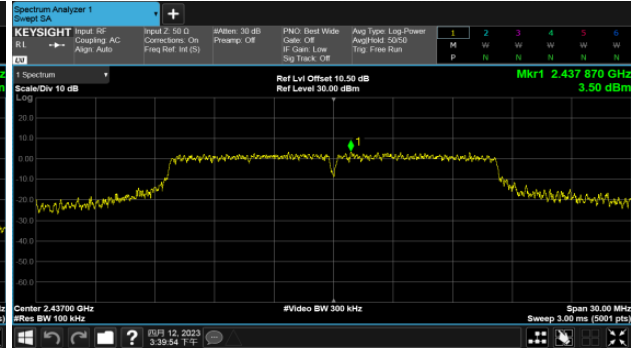 Spectrum Analyzer 1
Swept SA
+
KEYSIGHT
RL
LXI
Input: RF
Coupling: AC
Align: Auto
Input Z: 50 Ω
Corrections: On
Freq Ref: Int (S)
#Atten: 30 dB
Preamp: Off
PNO: Best Wide
Gate: Off
IF Gain: Low
Sig Track: Off
Avg Type: Log-Power
Avg|Hold: 50/50
Trig: Free Run
1 2 3 4 5 6
M W W W W W
P N N N N N
1 Spectrum
Scale/Div 10 dB
Ref Lvl Offset 10.50 dB
Ref Level 30.00 dBm
Mkr1 2.437 870 GHz
3.50 dBm
Log
20.0
10.0
0.00
-10.0
-20.0
-30.0
-40.0
-50.0
-60.0
1
Center 2.43700 GHz
#Res BW 100 kHz
#Video BW 300 kHz
Span 30.00 MHz
Sweep 3.00 ms (5001 pts)
?
四月 12, 2023
3:39:54 下午